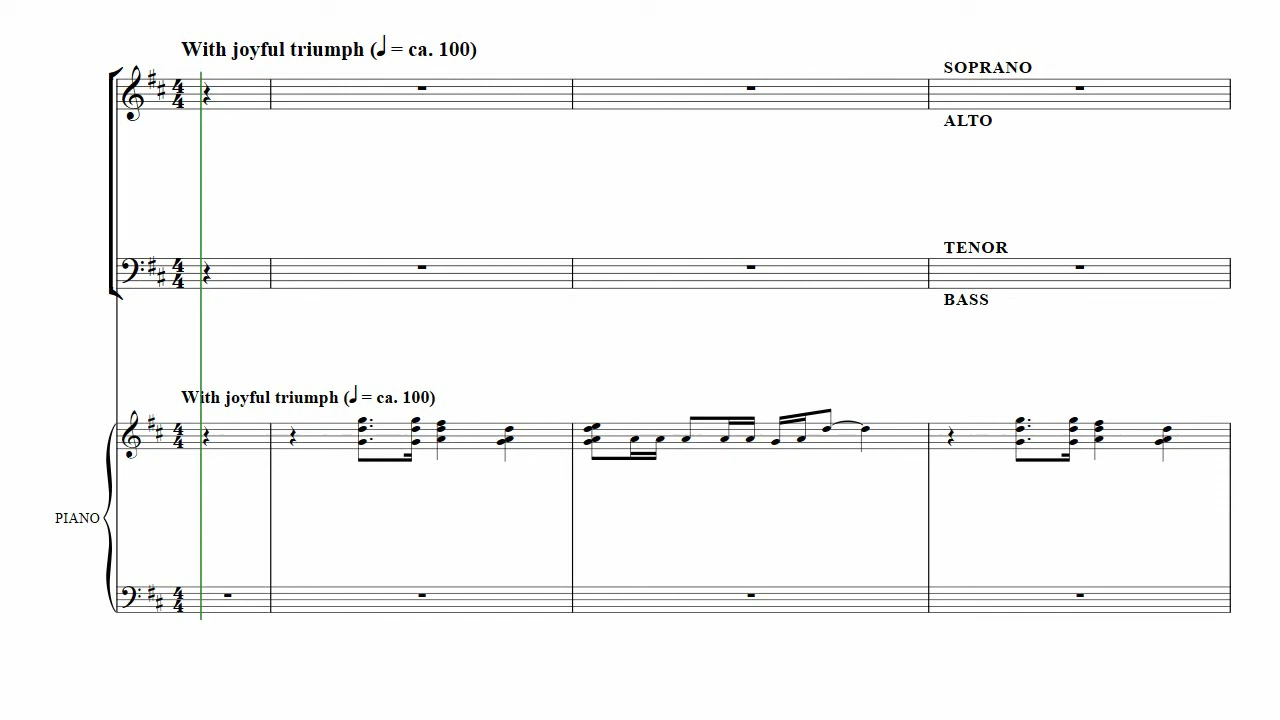 With joyful triumph (♩ = ca. 100)
SOPRANO
ALTO
TENOR
BASS
With joyful triumph (♩ = ca. 100)
PIANO